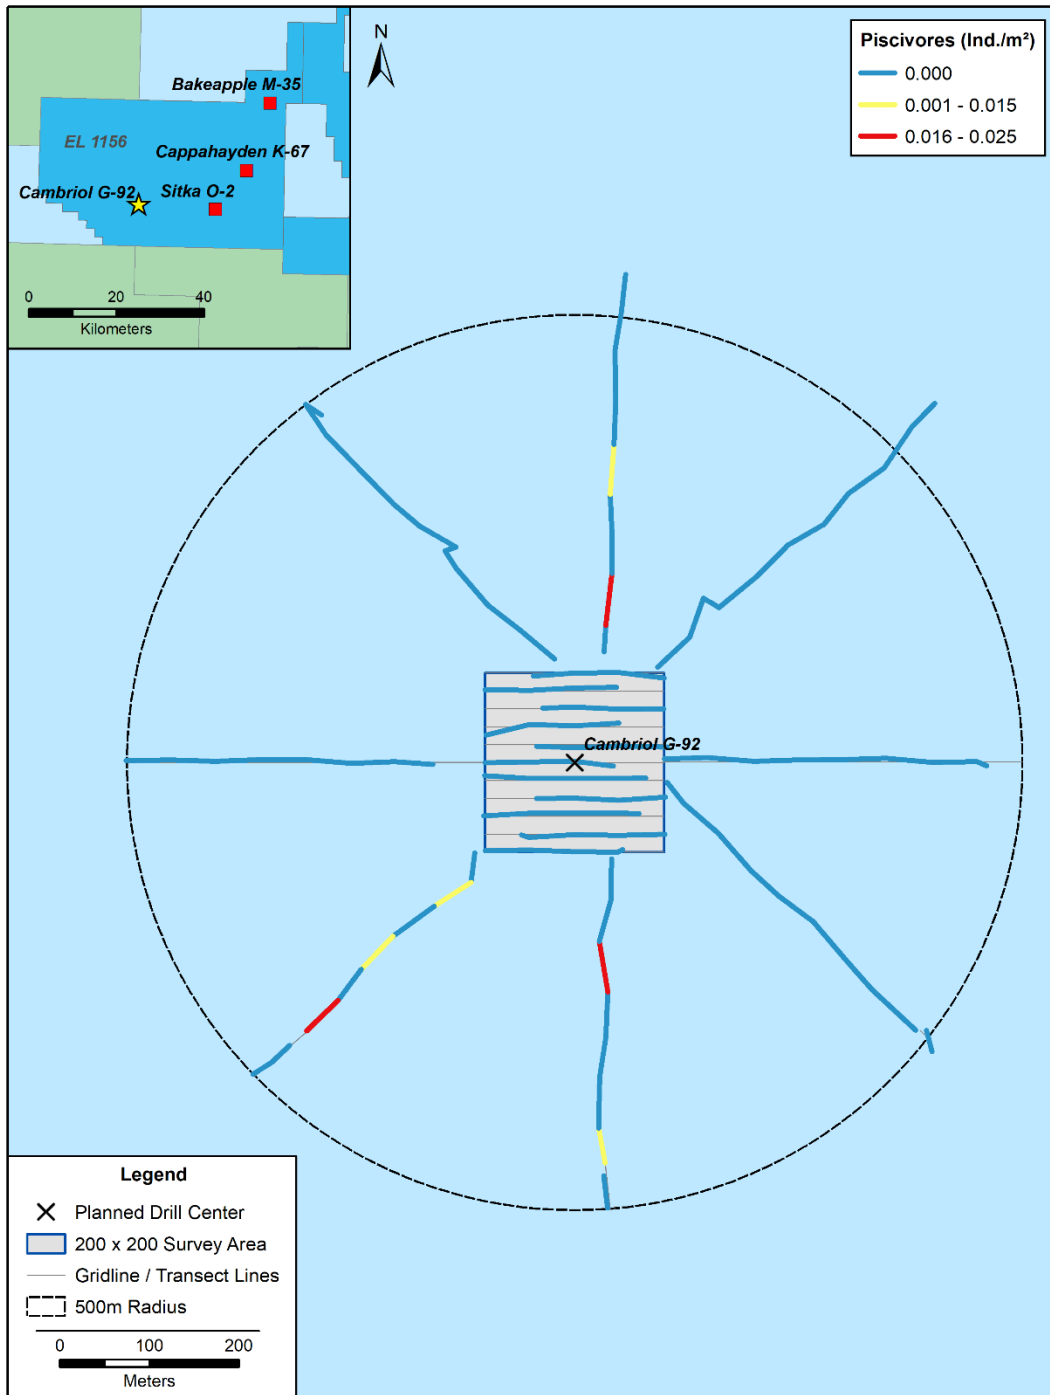 Bakeapple M-35
EL 1156
Cappahayden K-67
Cambriol G-92
Sitka O-2
0 20 40
Kilometers
N
Piscivores (Ind./m²)
0.000
0.001 - 0.015
0.016 - 0.025
Cambriol G-92
Legend
Planned Drill Center
200 x 200 Survey Area
Gridline / Transect Lines
500m Radius
0 100 200
Meters